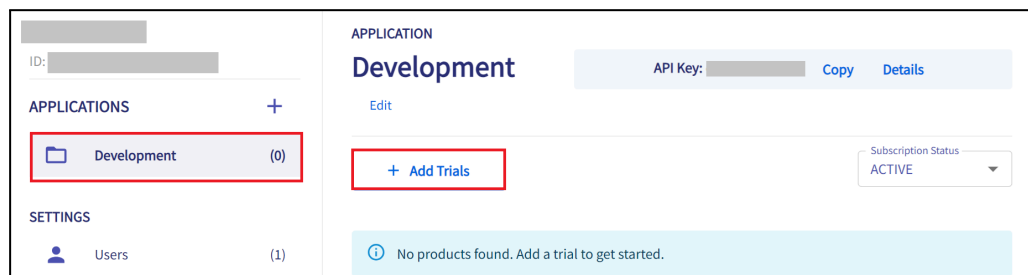 ID:
APPLICATIONS +
Development (0)
SETTINGS
Users (1)
APPLICATION
Development
API Key: Copy Details
Edit
+ Add Trials
Subscription Status
ACTIVE
No products found. Add a trial to get started.